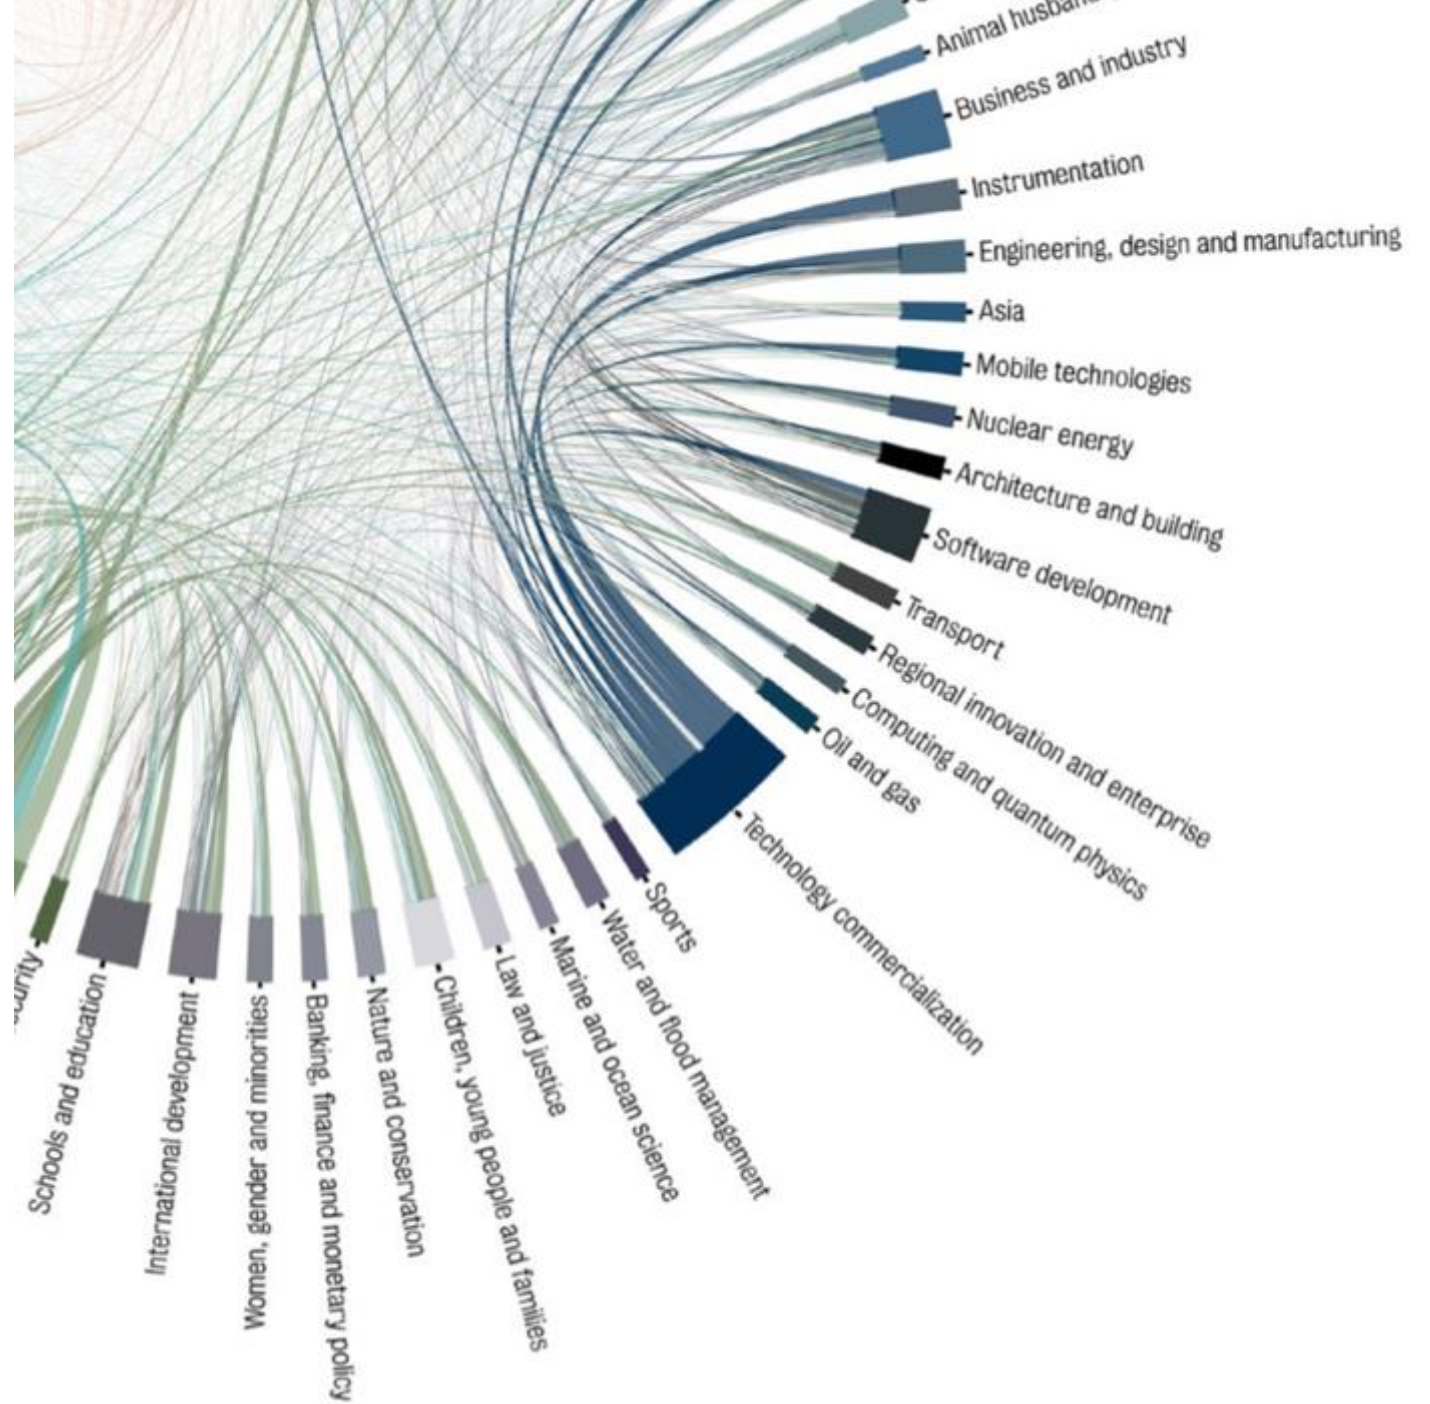 Animal
Business and industry
Instrumentation
Engineering, design and manufacturing
Asia
Mobile technologies
Nuclear energy
Architecture and building
Software development
Transport
Regional innovation and enterprise
Computing and quantum physics
Oil and gas
Technology commercialization
Sports
Water and flood management
Marine and ocean science
Law and justice
Children, young people and families
Nature and conservation
Banking, finance and monetary policy
Women, gender and minorities
International development
Schools and education